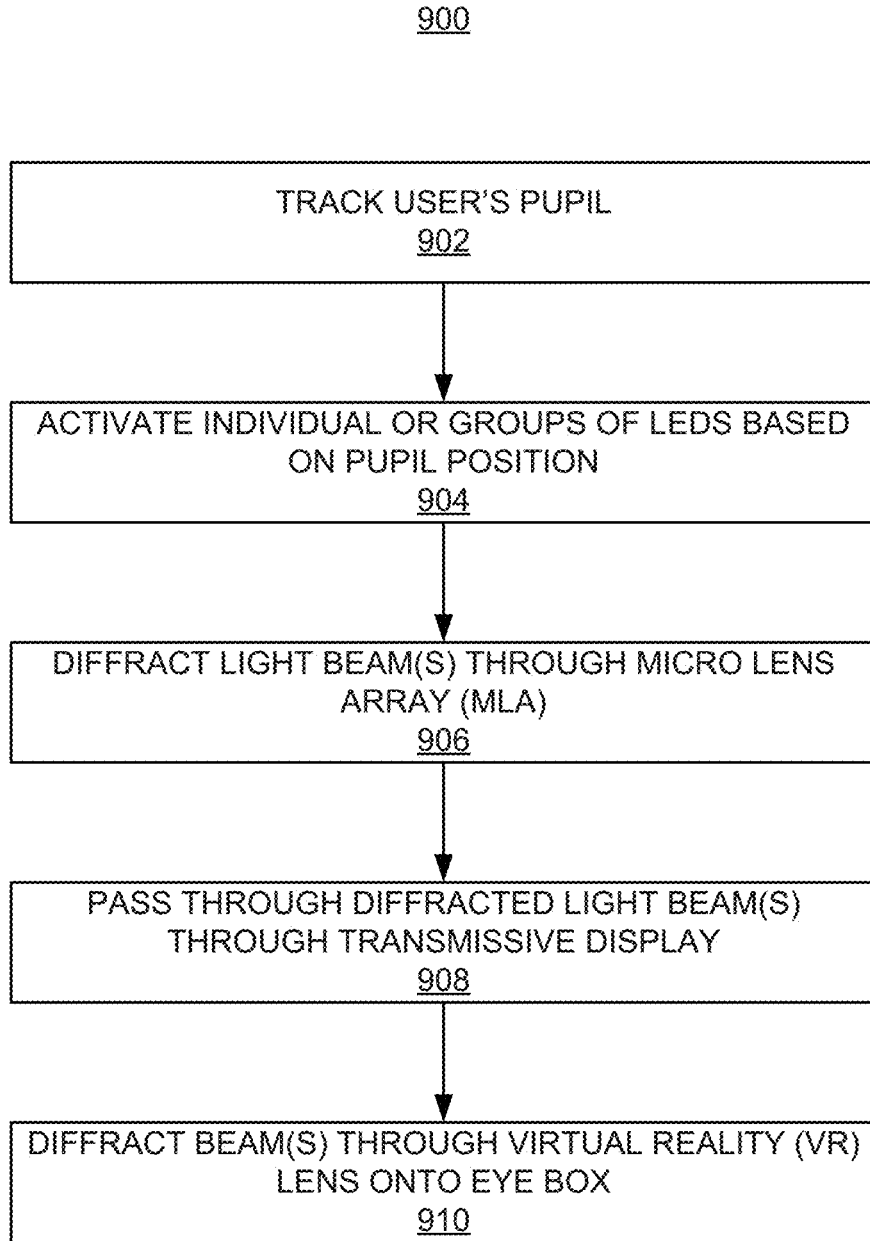 900
TRACK USER'S PUPIL
902
ACTIVATE INDIVIDUAL OR GROUPS OF LEDS BASED
ON PUPIL POSITION
904
DIFFRACT LIGHT BEAM(S) THROUGH MICRO LENS
ARRAY (MLA)
906
PASS THROUGH DIFFRACTED LIGHT BEAM(S)
THROUGH TRANSMISSIVE DISPLAY
908
DIFFRACT BEAM(S) THROUGH VIRTUAL REALITY (VR)
LENS ONTO EYE BOX
910